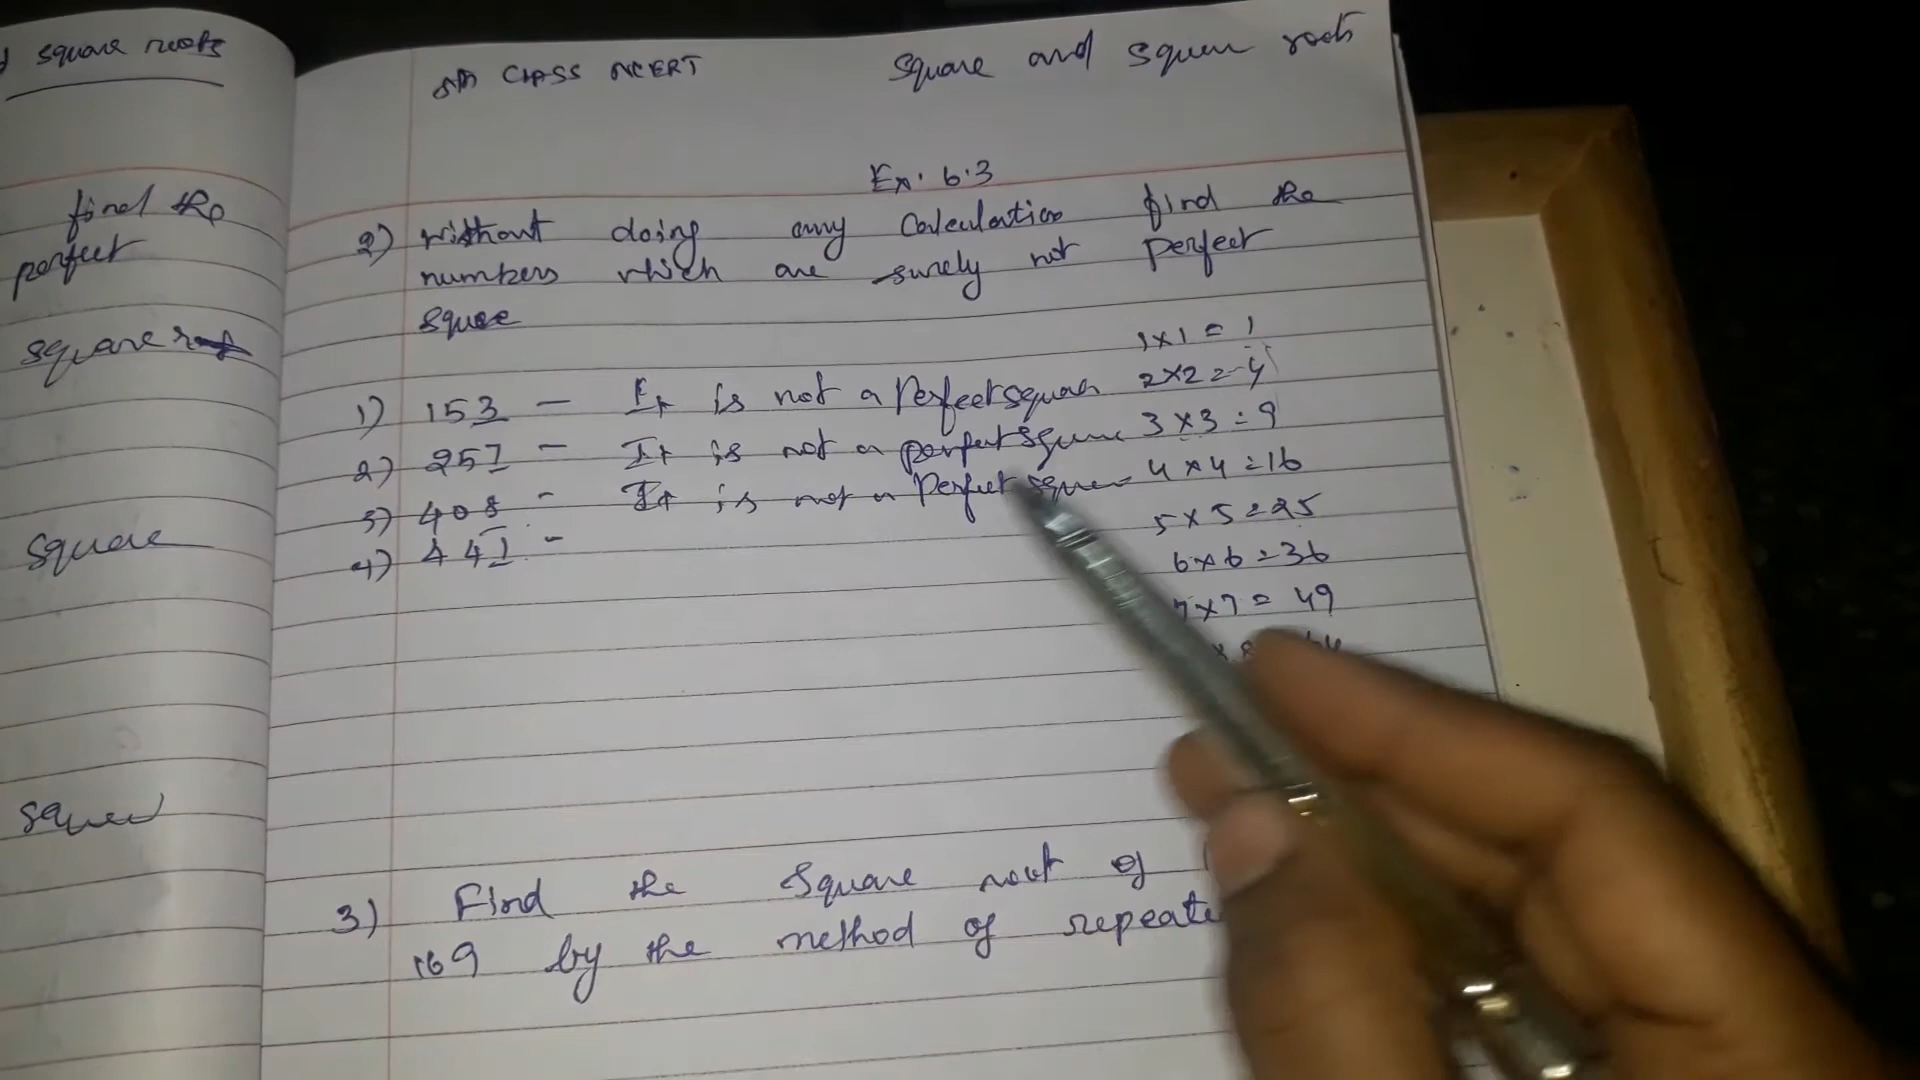 square roots
find the
perfect
square
square
8th CLASS NCERT square and square roots
Ex. 6.3
2) without doing any calculation find the
numbers which are surely not perfect
square
1) 153 – It is not a Perfect square
2) 257 – It is not a perfect square
3) 408 – It is not a Perfect square
4) 441 –
1×1 = 1
2×2 = 4
3×3 = 9
4×4 = 16
5×5 = 25
6×6 = 36
7×7 = 49
3) Find the square root of
169 by the method of repeate